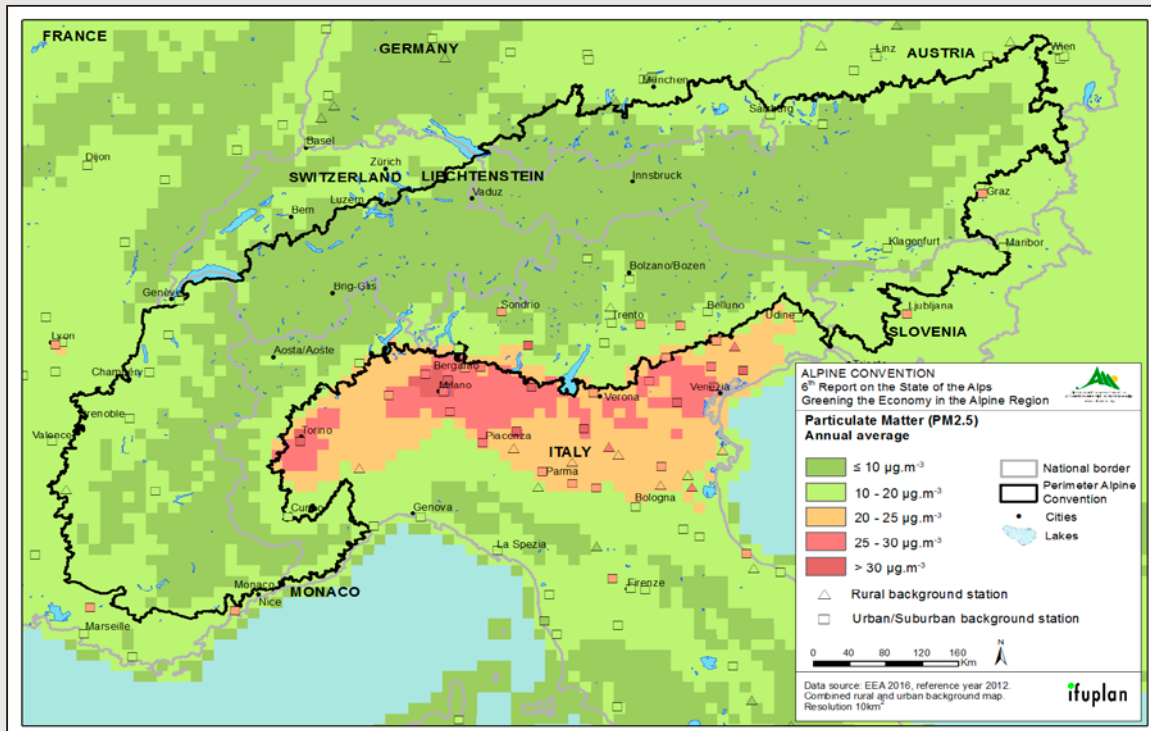 FRANCE
GERMANY
Linz
AUSTRIA
Wien
München
Salzburg
Basel
Dijon
Zürich
SWITZERLAND
LIECHTENSTEIN
Innsbruck
Vaduz
Luzern
Graz
Bern
Klagenfurt
Maribor
Bolzano/Bozen
Genève
Brig-Glis
Sondrio
Belluno
Ljubljana
Trento
Udine
SLOVENIA
Lyon
Aosta/Aoste
Chambéry
Bergamo
Milano
Venezia
Verona
Grenoble
Torino
Valence
Piacenza
ITALY
Parma
Bologna
Cuneo
Genova
La Spezia
Firenze
Monaco
MONACO
Nice
Marseille
ALPINE CONVENTION
6th Report on the State of the Alps
Greening the Economy in the Alpine Region
Particulate Matter (PM2.5)
Annual average
≤ 10 µg.m-3
10 - 20 µg.m-3
20 - 25 µg.m-3
25 - 30 µg.m-3
> 30 µg.m-3
National border
Perimeter Alpine
Convention
Cities
Lakes
Rural background station
Urban/Suburban background station
0 40 80 120 160
Km
N
Data source: EEA 2016, reference year 2012.
Combined rural and urban background map.
Resolution 10km2
ifuplan